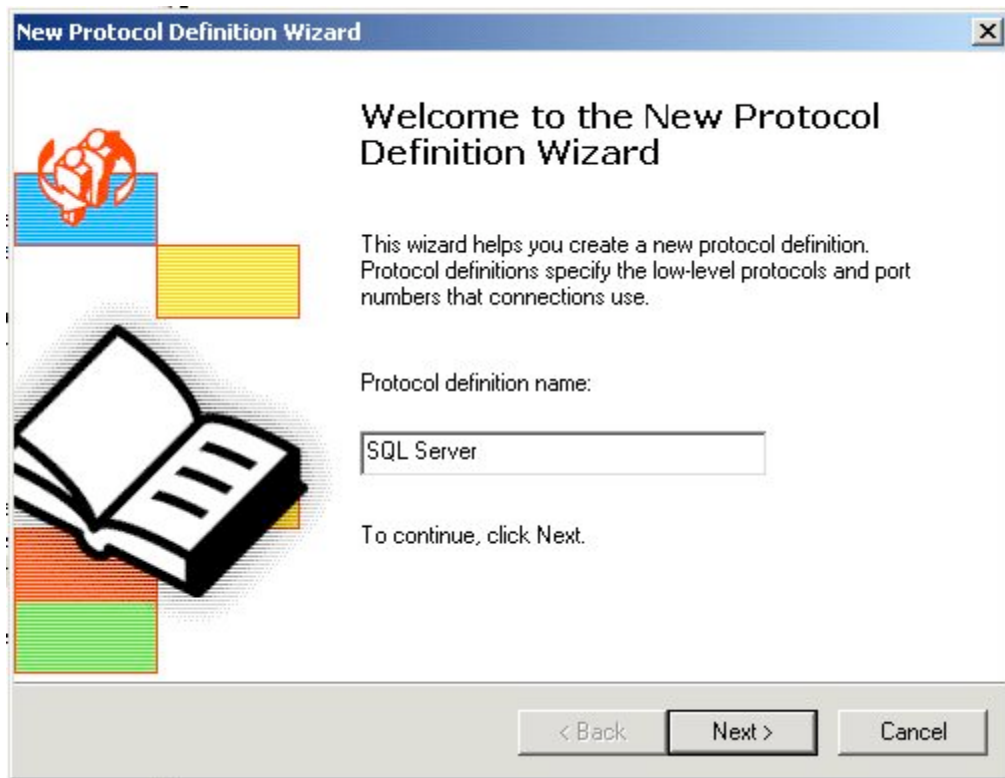 New Protocol Definition Wizard
Welcome to the New Protocol
Definition Wizard
This wizard helps you create a new protocol definition.
Protocol definitions specify the low-level protocols and port
numbers that connections use.
Protocol definition name:
SQL Server
To continue, click Next.
< Back
Next >
Cancel